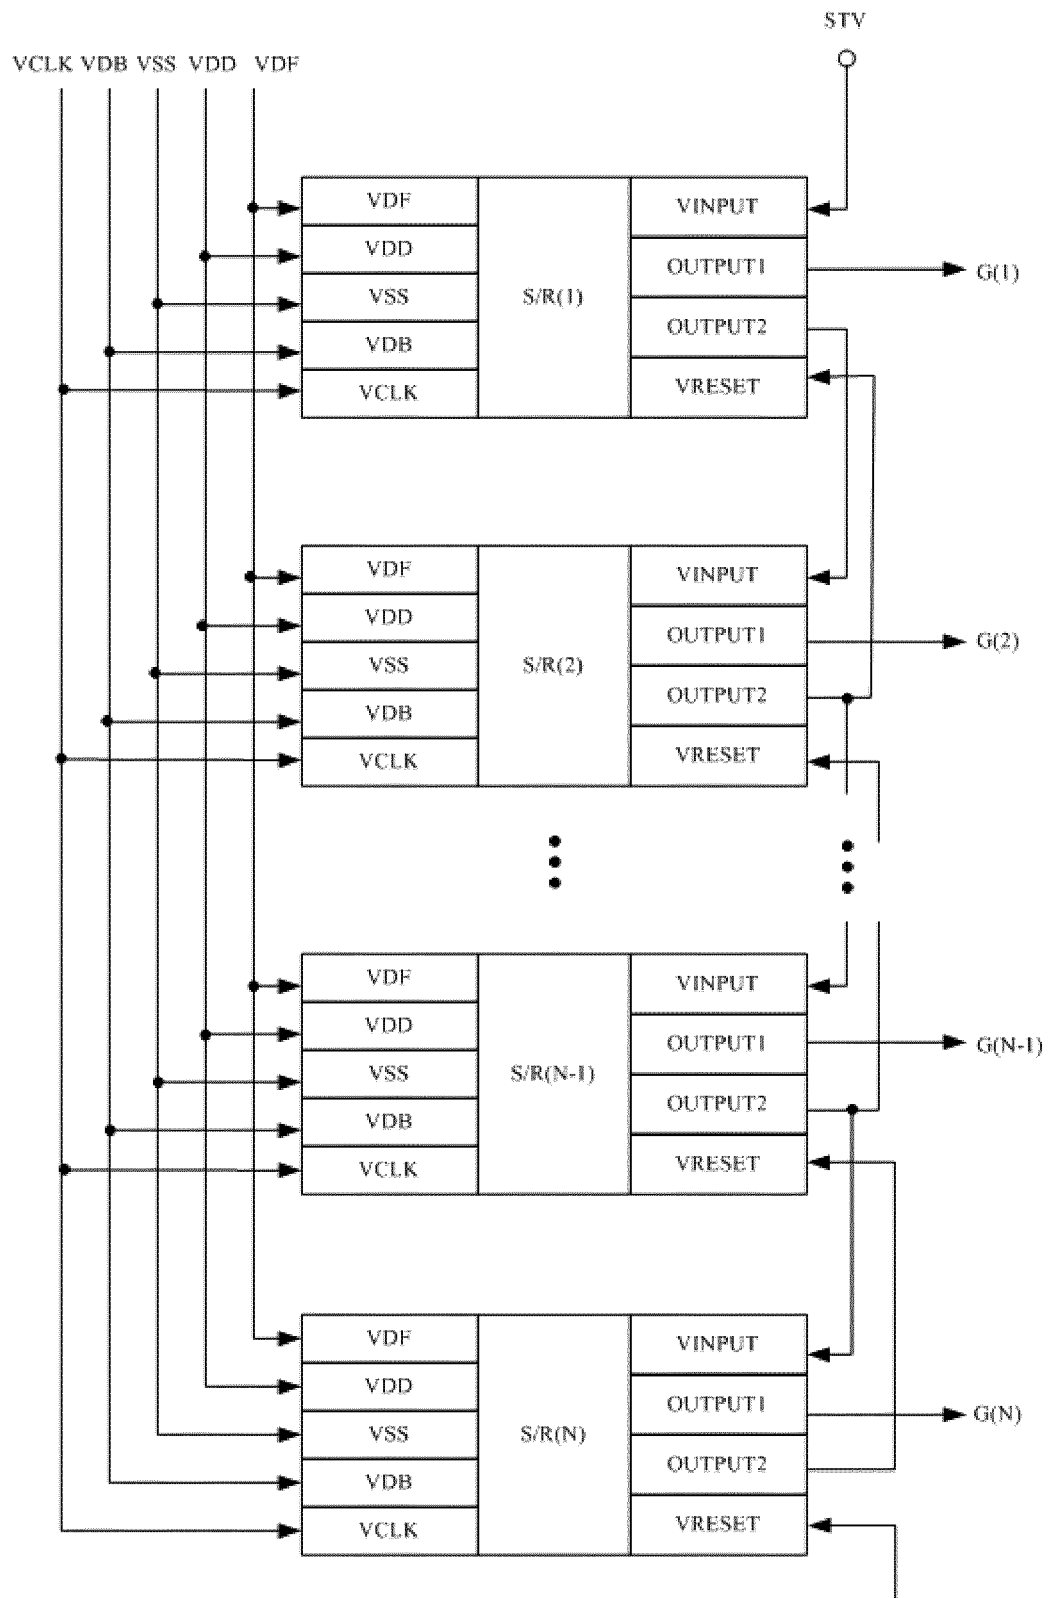 STV
VCLK VDB VSS VDD VDF
VDF
VDD
VSS
VDB
VCLK
S/R(1)
VINPUT
OUTPUT1
OUTPUT2
VRESET
G(1)
VDF
VDD
VSS
VDB
VCLK
S/R(2)
VINPUT
OUTPUT1
OUTPUT2
VRESET
G(2)
VDF
VDD
VSS
VDB
VCLK
S/R(N-1)
VINPUT
OUTPUT1
OUTPUT2
VRESET
G(N-1)
VDF
VDD
VSS
VDB
VCLK
S/R(N)
VINPUT
OUTPUT1
OUTPUT2
VRESET
G(N)